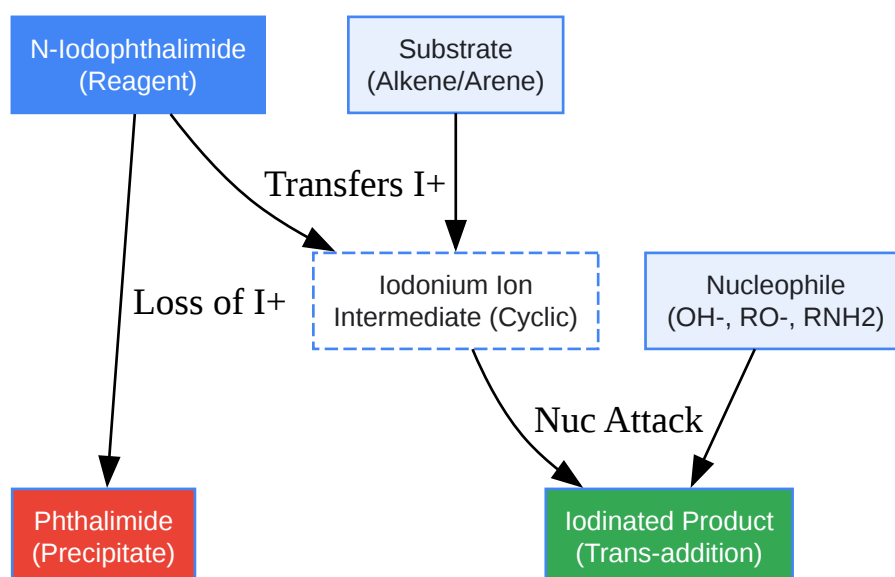 N-Iodophthalimide
(Reagent)
Substrate
(Alkene/Arene)
Transfers I+
Loss of I+
Iodonium Ion
Intermediate (Cyclic)
Nucleophile
(OH-, RO-, RNH2)
Nuc Attack
Phthalimide
(Precipitate)
Iodinated Product
(Trans-addition)